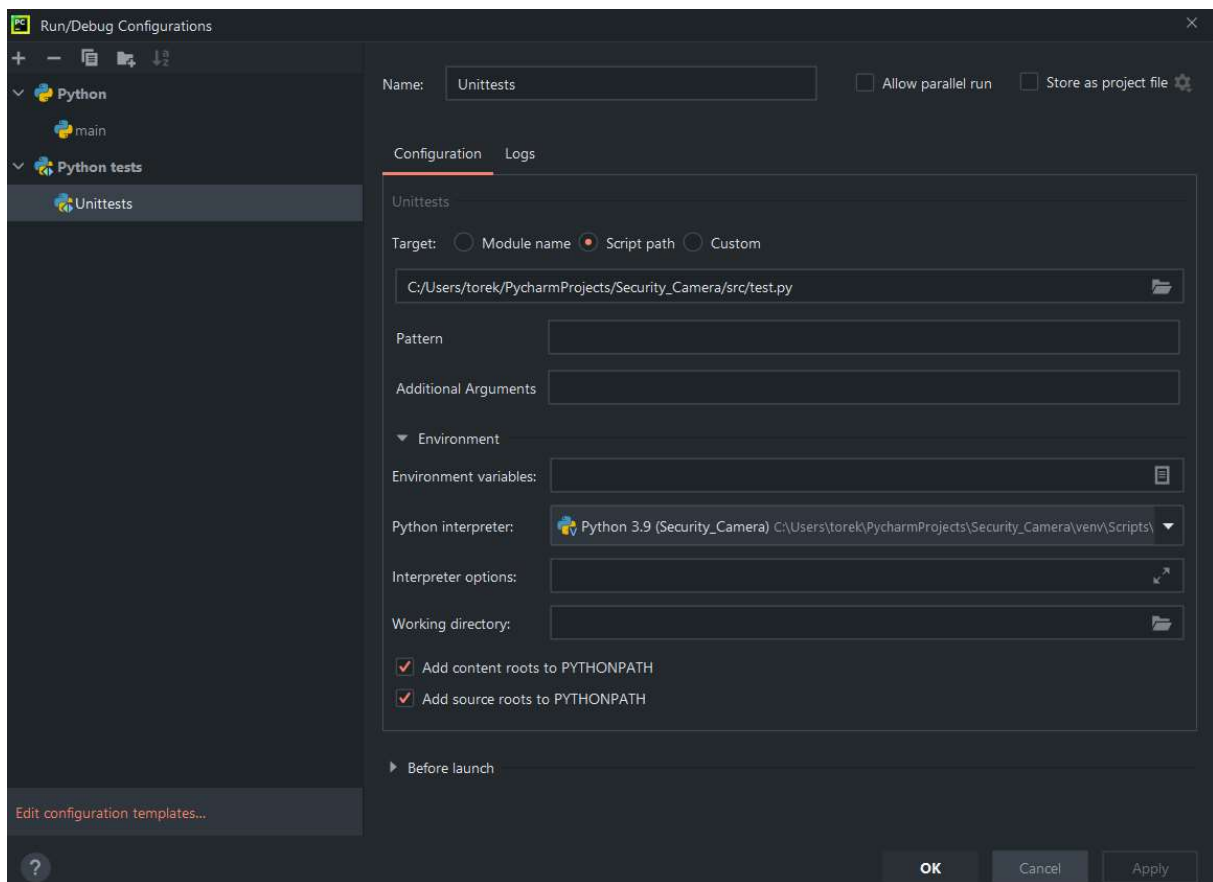 PC Run/Debug Configurations
Python
main
Python tests
Unittests
Edit configuration templates...
?
Name: Unittests Allow parallel run Store as project file
Configuration Logs
Unittests
Target: Module name Script path Custom
C:/Users/torek/PycharmProjects/Security_Camera/src/test.py
Pattern
Additional Arguments
Environment
Environment variables:
Python interpreter: Python 3.9 (Security_Camera) C:\Users\torek\PycharmProjects\Security_Camera\venv\Scripts\
Interpreter options:
Working directory:
Add content roots to PYTHONPATH
Add source roots to PYTHONPATH
Before launch
OK Cancel Apply